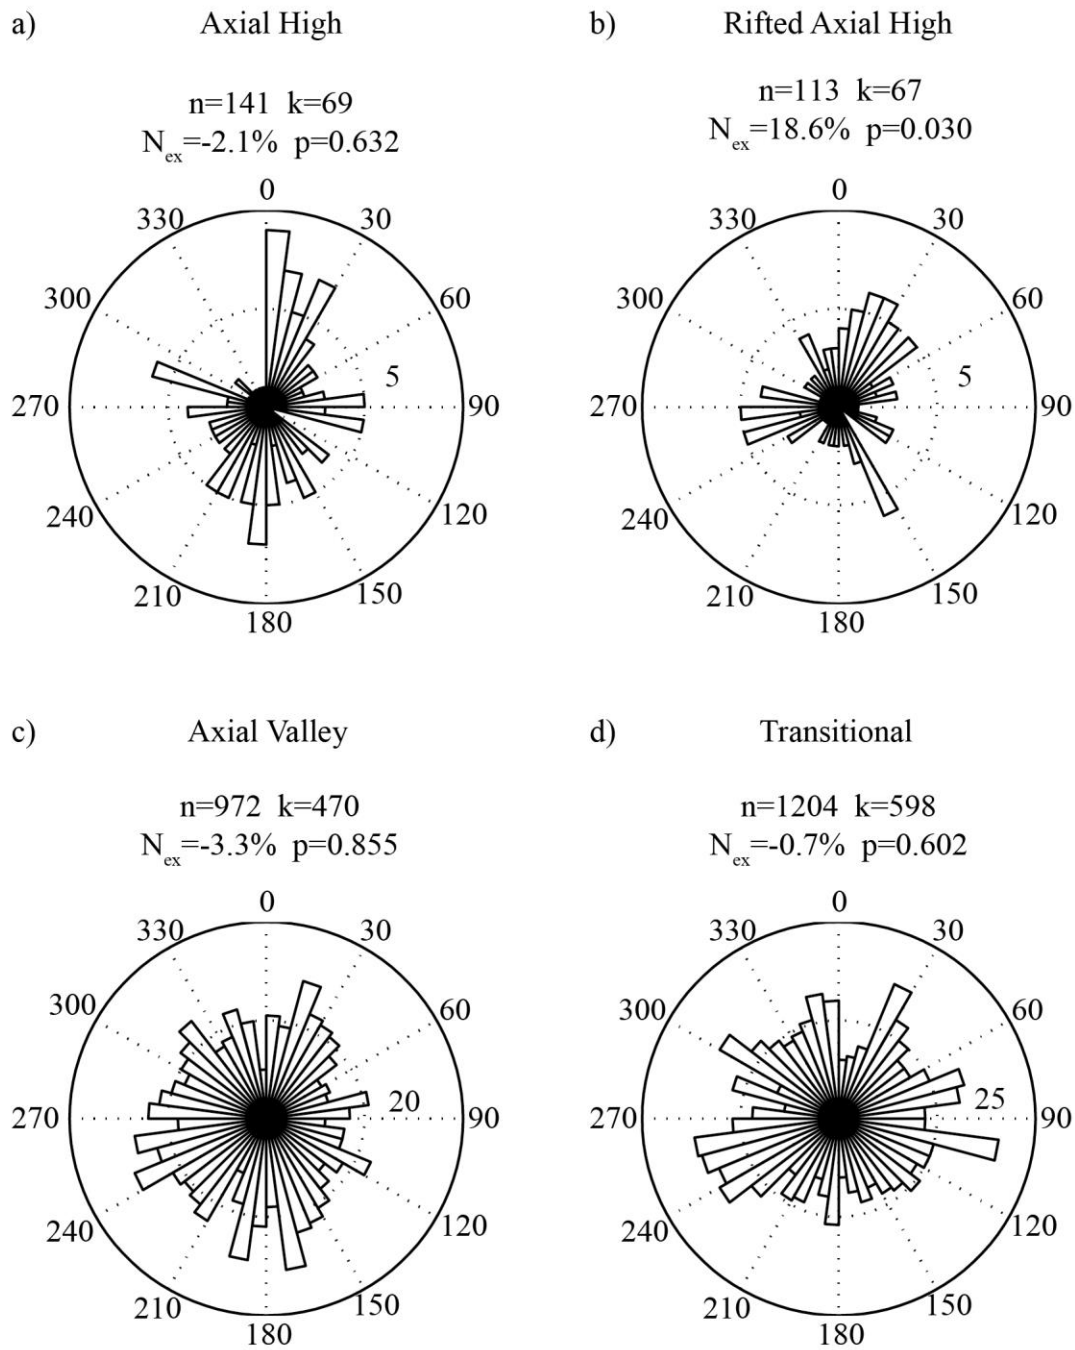 a) Axial High
n=141 k=69
Nex=-2.1% p=0.632
0
330 30
300 60
5
270 90
240 120
210 150
180
b) Rifted Axial High
n=113 k=67
Nex=18.6% p=0.030
0
330 30
300 60
5
270 90
240 120
210 150
180
c) Axial Valley
n=972 k=470
Nex=-3.3% p=0.855
0
330 30
300 60
20
270 90
240 120
210 150
180
d) Transitional
n=1204 k=598
Nex=-0.7% p=0.602
0
330 30
300 60
25
270 90
240 120
210 150
180